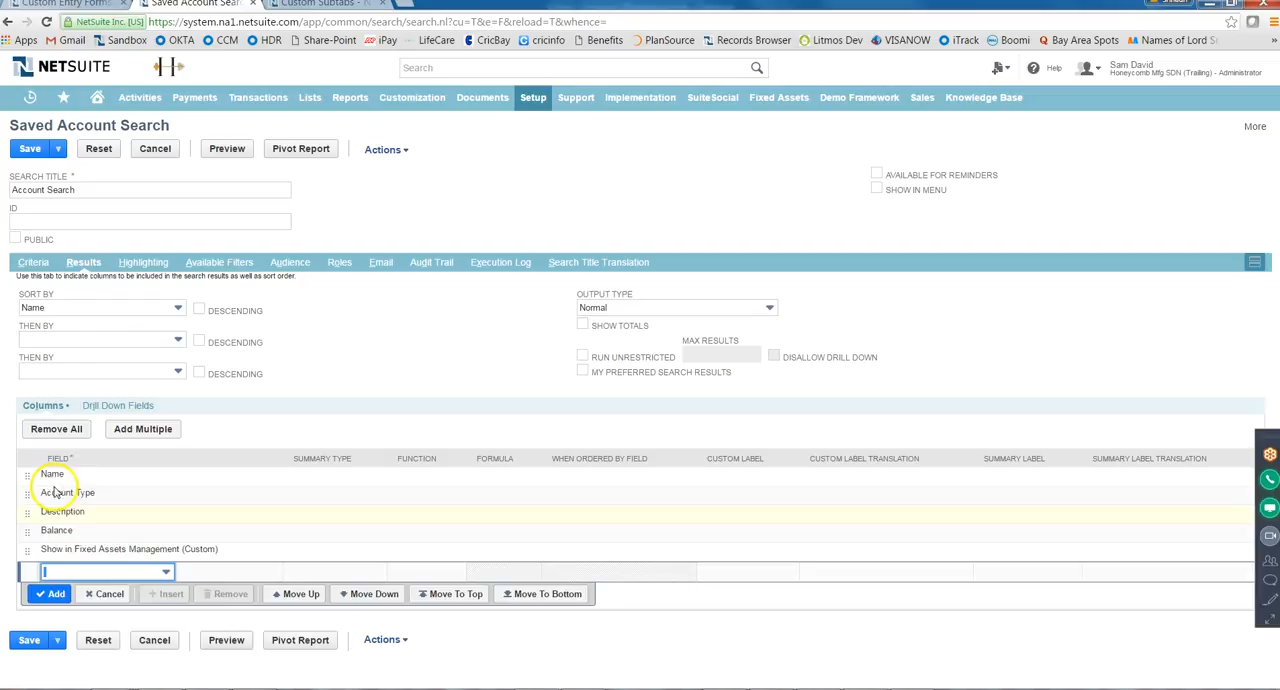 Custom Entry Forms
Saved Account Search
Custom Subtabs - N
NetSuite Inc. [US]
https://system.na1.netsuite.com/app/common/search/search.nl?cu=T&e=F&reload=T&whence=
Apps Gmail Sandbox OKTA CCM HDR Share-Point iPay LifeCare CricBay cricinfo Benefits PlanSource Records Browser Litmos Dev VISANOW iTrack Boomi Bay Area Spots Names of Lord S »
NETSUITE
Search
Help
Sam David
Honeycomb Mfg SDN (Trailing) - Administrator
Activities Payments Transactions Lists Reports Customization Documents Setup Support Implementation SuiteSocial Fixed Assets Demo Framework Sales Knowledge Base
Saved Account Search
More
Save Reset Cancel Preview Pivot Report Actions
SEARCH TITLE *
Account Search
ID
PUBLIC
AVAILABLE FOR REMINDERS
SHOW IN MENU
Criteria Results Highlighting Available Filters Audience Roles Email Audit Trail Execution Log Search Title Translation
Use this tab to indicate columns to be included in the search results as well as sort order.
SORT BY
Name
DESCENDING
THEN BY
DESCENDING
THEN BY
DESCENDING
OUTPUT TYPE
Normal
SHOW TOTALS
MAX RESULTS
RUN UNRESTRICTED
DISALLOW DRILL DOWN
MY PREFERRED SEARCH RESULTS
Columns • Drill Down Fields
Remove All Add Multiple
FIELD * SUMMARY TYPE FUNCTION FORMULA WHEN ORDERED BY FIELD CUSTOM LABEL CUSTOM LABEL TRANSLATION SUMMARY LABEL SUMMARY LABEL TRANSLATION
Name
Account Type
Description
Balance
Show in Fixed Assets Management (Custom)
Add Cancel Insert Remove Move Up Move Down Move To Top Move To Bottom
Save Reset Cancel Preview Pivot Report Actions